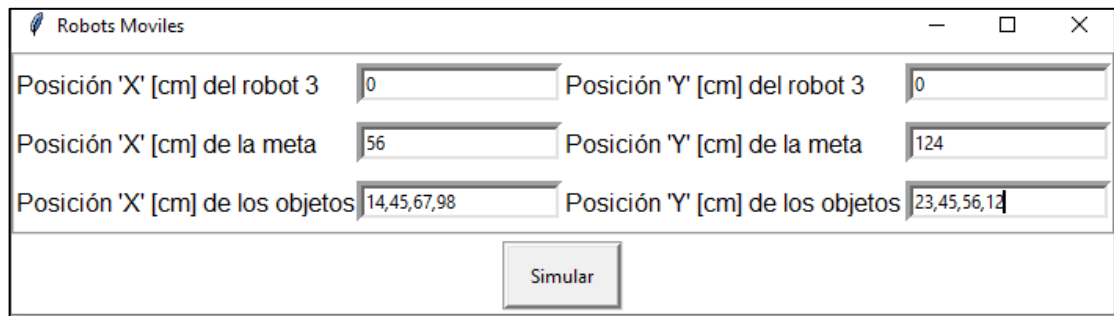 Robots Moviles
Posición 'X' [cm] del robot 3 0 Posición 'Y' [cm] del robot 3 0
Posición 'X' [cm] de la meta 56 Posición 'Y' [cm] de la meta 124
Posición 'X' [cm] de los objetos 14,45,67,98 Posición 'Y' [cm] de los objetos 23,45,56,12
Simular